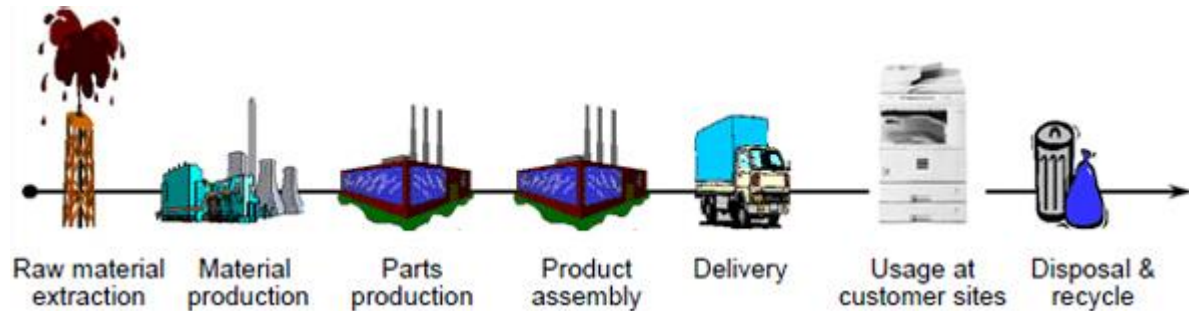 Raw material
extraction
Material
production
Parts
production
Product
assembly
Delivery
Usage at
customer sites
Disposal &
recycle